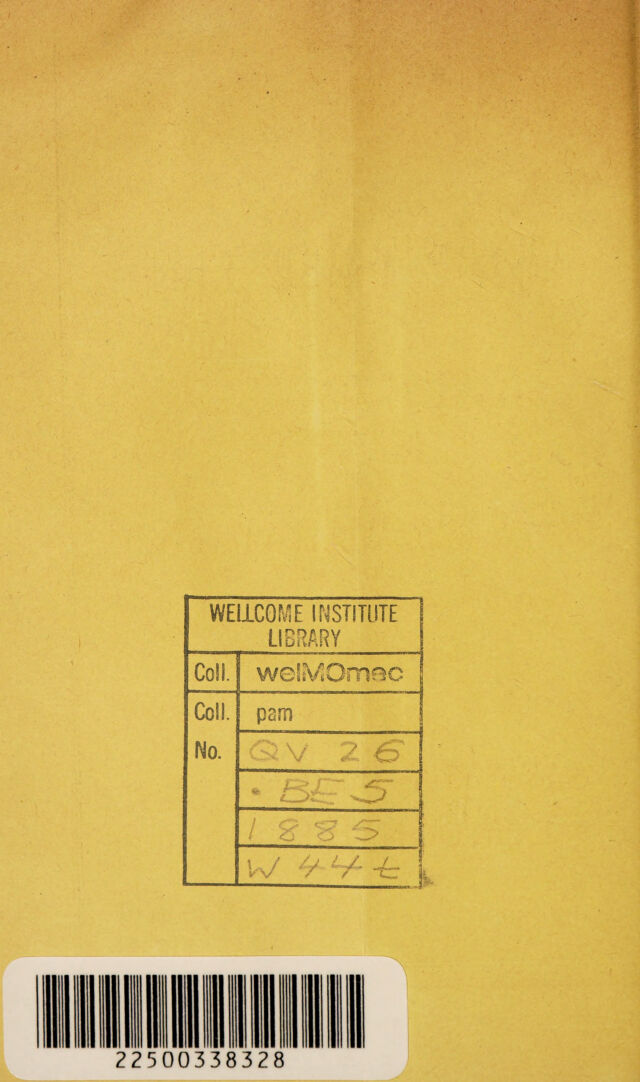 WELLCOME INSTITUTE
LIBRARY
Coll. welMOmec
Coll. pam
No. QV 26
.BE5
1885
W44t
22500338328